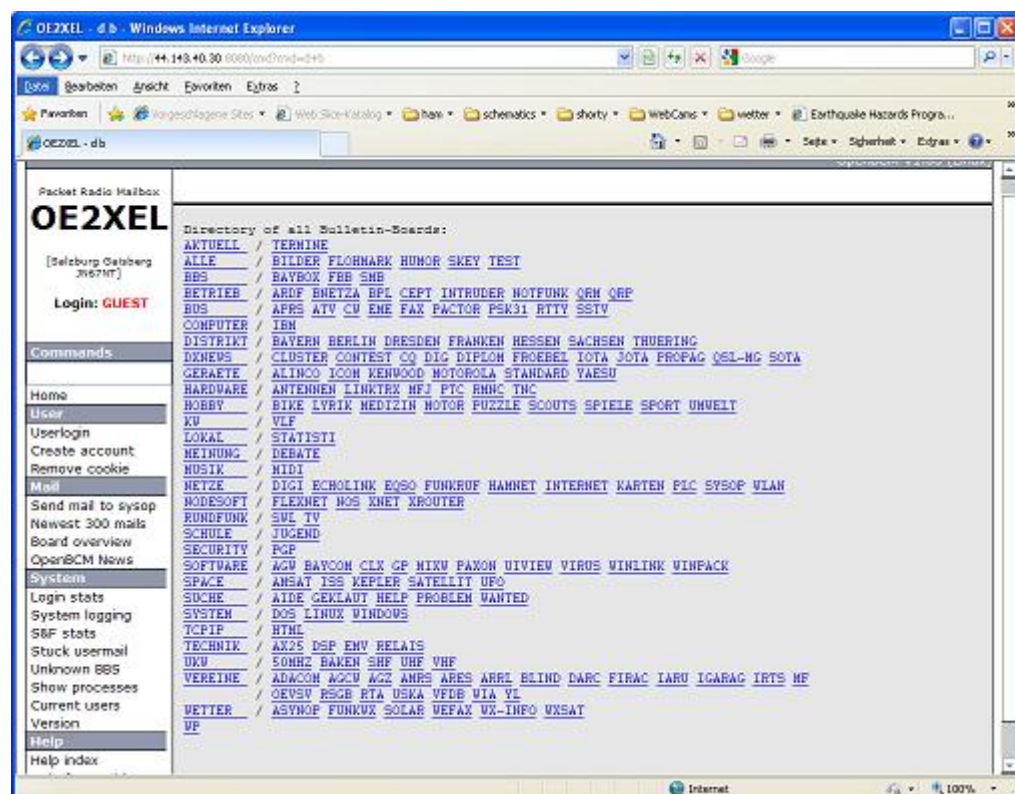 OE2XEL - d b - Windows Internet Explorer
http://44.143.40.30:8080/cmd?cmd=d+b
Google
Datei Bearbeiten Ansicht Favoriten Extras ?
Favoriten Vorgeschlagene Sites Web Slice-Katalog ham schematics shorty WebCams wetter Earthquake Hazards Progra...
OE2XEL - d b
Seite Sicherheit Extras
Packet Radio Mailbox
OE2XEL
[Salzburg Gaisberg
JN67NT]
Login: GUEST
Commands
Home
User
Userlogin
Create account
Remove cookie
Mail
Send mail to sysop
Newest 300 mails
Board overview
OpenBCM News
System
Login stats
System logging
S&F stats
Stuck usermail
Unknown BBS
Show processes
Current users
Version
Help
Help index
Directory of all Bulletin-Boards:
AKTUELL / TERMINE
ALLE / BILDER FLOHMARK HUMOR SKEY TEST
BBS / BAYBOX FBB SMB
BETRIEB / ARDF BNETZA BPL CEPT INTRUDER NOTFUNK QRM QRP
BUS / APRS ATV CW EME FAX PACTOR PSK31 RTTY SSTV
COMPUTER / IBM
DISTRIKT / BAYERN BERLIN DRESDEN FRANKEN HESSEN SACHSEN THUERING
DXNEWS / CLUSTER CONTEST CQ DIG DIPLOM FROEBEL IOTA JOTA PROPAG QSL-MG SOTA
GERAETE / ALINCO ICOM KENWOOD MOTOROLA STANDARD YAESU
HARDWARE / ANTENNEN LINKTRX MFJ PTC RMNC TNC
HOBBY / BIKE LYRIK MEDIZIN MOTOR PUZZLE SCOUTS SPIELE SPORT UMWELT
KW / VLF
LOKAL / STATISTI
MEINUNG / DEBATE
MUSIK / MIDI
NETZE / DIGI ECHOLINK EQSO FUNKRUF HAMNET INTERNET KARTEN PLC SYSOP WLAN
NODESOFT / FLEXNET NOS XNET XROUTER
RUNDFUNK / SWL TV
SCHULE / JUGEND
SECURITY / PGP
SOFTWARE / AGW BAYCOM CLX GP MIXW PAXON UIVIEW VIRUS WINLINK WINPACK
SPACE / AMSAT ISS KEPLER SATELLIT UFO
SUCHE / AIDE GEKLAUT HELP PROBLEM WANTED
SYSTEM / DOS LINUX WINDOWS
TCPIP / HTML
TECHNIK / AX25 DSP EMV RELAIS
UKW / 50MHZ BAKEN SHF UHF VHF
VEREINE / ADACOM AGCW AGZ AMRS ARES ARRL BLIND DARC FIRAC IARU IGARAG IRTS MF
/ OEVSV RSGB RTA USKA VFDB WIA YL
WETTER / ASYNOP FUNKWX SOLAR WEFAX WX-INFO WXSAT
WP
Internet
100%